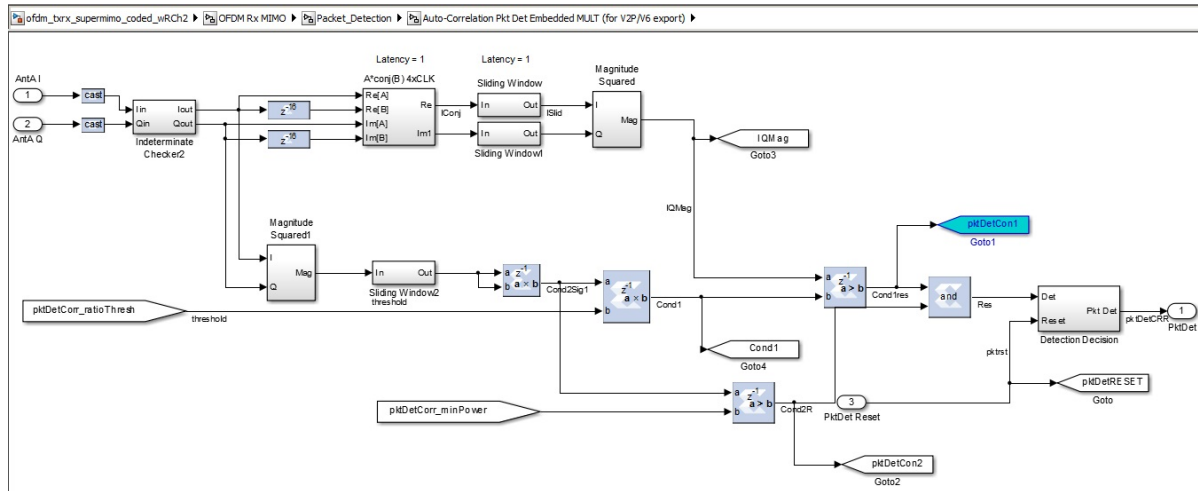 ofdm_txrx_supermimo_coded_wRCh2 ▶ OFDM Rx MIMO ▶ Packet_Detection ▶ Auto-Correlation Pkt Det Embedded MULT (for V2P/V6 export) ▶
Latency = 1
Latency = 1
Magnitude
Squared
A*conj(B) 4xCLK
Sliding Window
AntA I
1
cast
Iin
Iout
Qin
Qout
Indeterminate
Checker2
2
cast
AntA Q
z-16
z-16
Re[A]
Re[B]
Im[A]
Im[B]
Re
Im1
IConj
In
Out
ISlid
In
Out
Sliding Window1
I
Q
Mag
IQMag
Goto3
IQMag
Magnitude
Squared1
I
Q
Mag
In
Out
Sliding Window2
threshold
a
b
z-1
a × b
Cond2Sig1
a
b
z-1
a × b
Cond1
pktDetCorr_ratioThresh
threshold
pktDetCon1
Goto1
a
b
z-1
a > b
Cond1res
and
Res
Det
Reset
Pkt Det
Detection Decision
pktDetCRR
1
PktDet
Cond1
Goto4
pktrst
pktDetRESET
Goto
pktDetCorr_minPower
a
b
z-1
a > b
Cond2R
3
PktDet Reset
pktDetCon2
Goto2